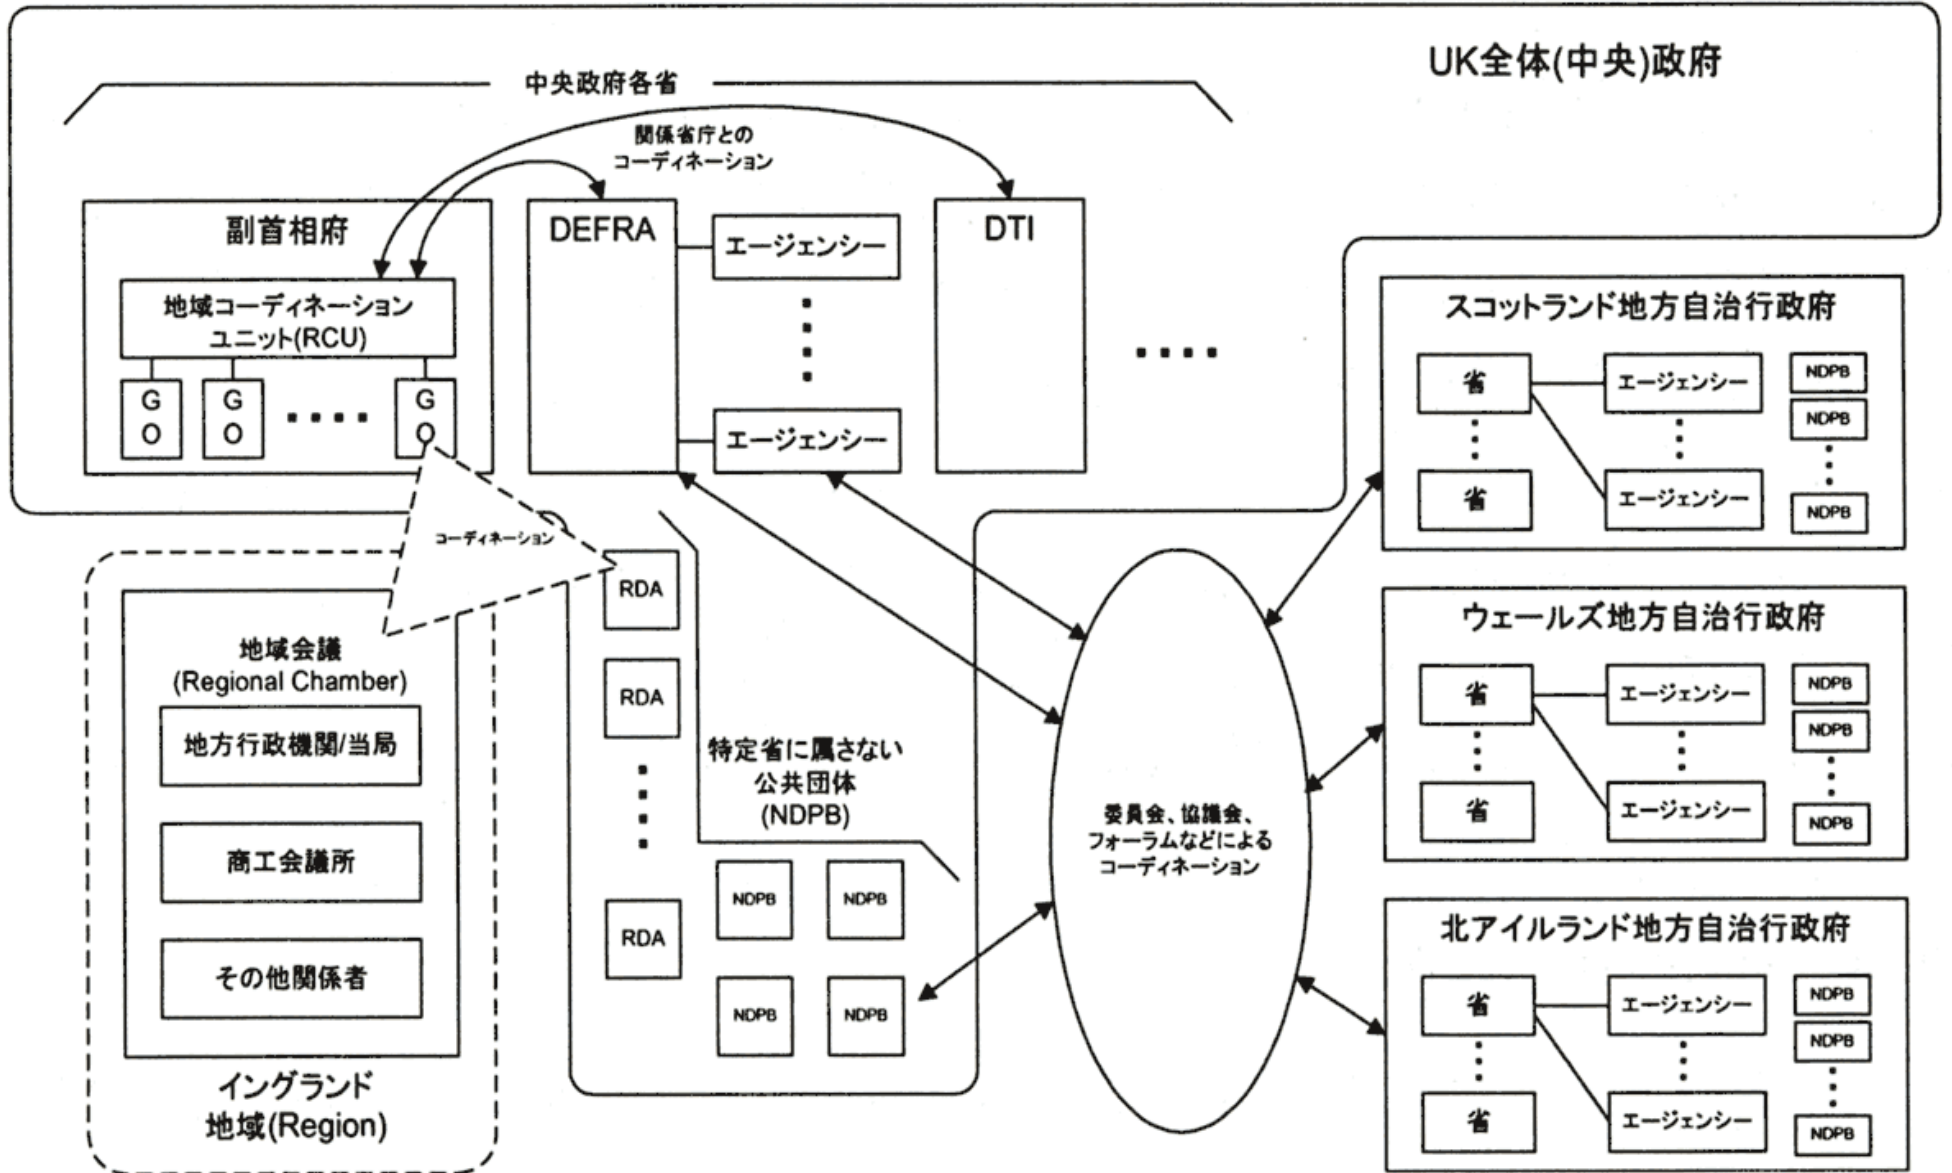 UK全体(中央)政府
中央政府各省
関係省庁との
コーディネーション
副首相府
地域コーディネーション
ユニット(RCU)
G
O
G
O
G
O
DEFRA
エージェンシー
エージェンシー
DTI
コーディネーション
地域会議
(Regional Chamber)
地方行政機関/当局
商工会議所
その他関係者
イングランド
地域(Region)
RDA
RDA
RDA
特定省に属さない
公共団体
(NDPB)
NDPB
NDPB
NDPB
NDPB
委員会、協議会、
フォーラムなどによる
コーディネーション
スコットランド地方自治行政府
省
エージェンシー
NDPB
NDPB
省
エージェンシー
NDPB
ウェールズ地方自治行政府
省
エージェンシー
NDPB
NDPB
省
エージェンシー
NDPB
北アイルランド地方自治行政府
省
エージェンシー
NDPB
NDPB
省
エージェンシー
NDPB